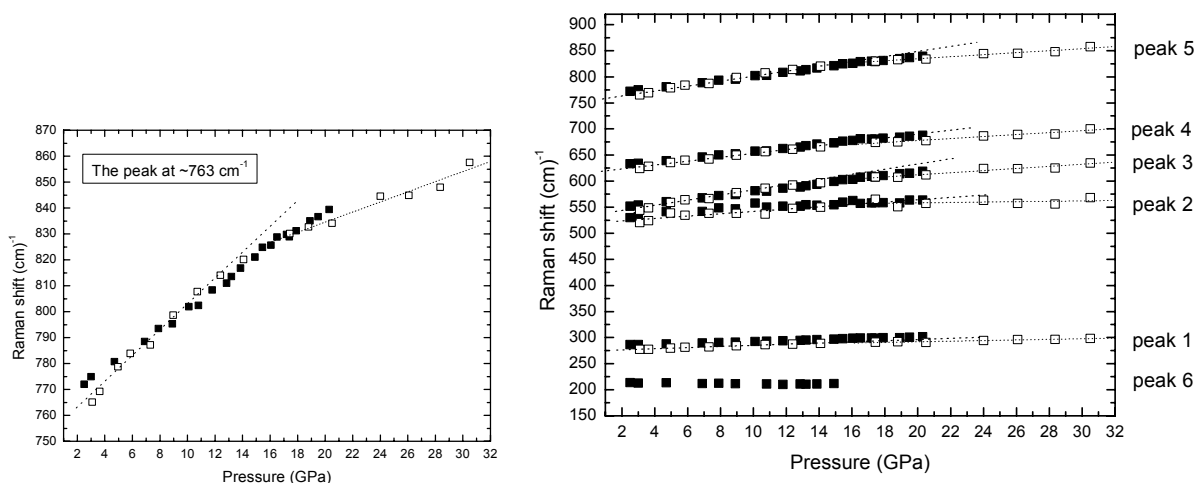 870
860
850
840
830
820
810
800
790
780
770
760
750
Raman shift (cm)-1
The peak at ~763 cm-1
2 4 6 8 10 12 14 16 18 20 22 24 26 28 30 32
Pressure (GPa)
900
850
800
750
700
650
600
550
500
450
400
350
300
250
200
150
Raman shift (cm)-1
peak 5
peak 4
peak 3
peak 2
peak 1
peak 6
2 4 6 8 10 12 14 16 18 20 22 24 26 28 30 32
Pressure (GPa)